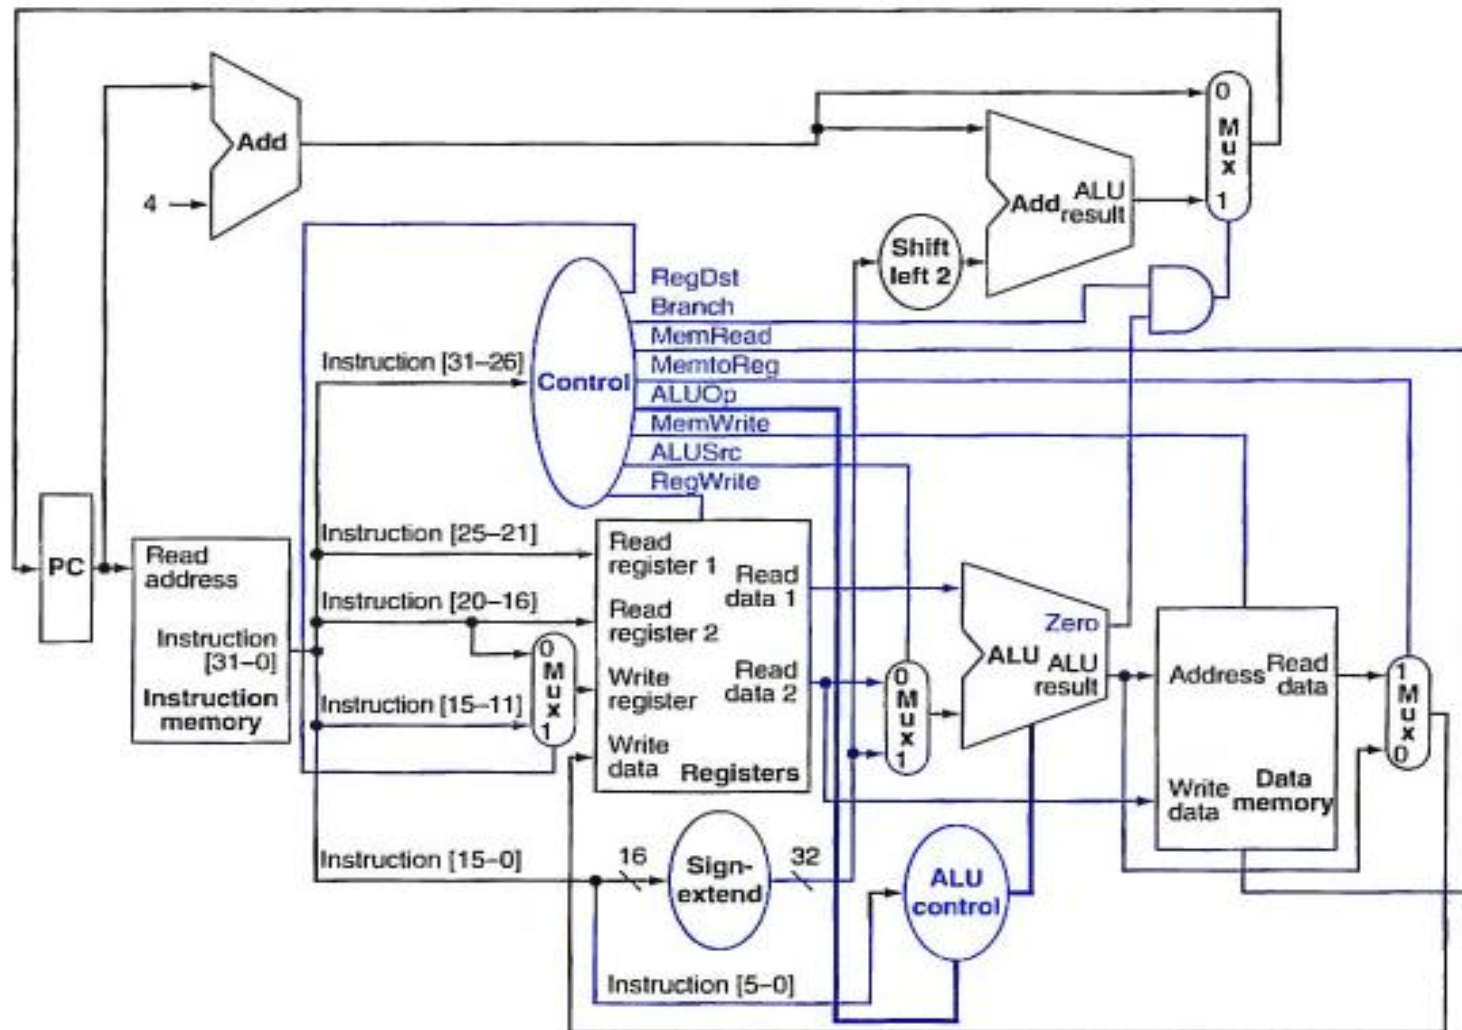 0
M
u
x
1
Add
4
Add
ALU
result
Shift
left 2
RegDst
Branch
MemRead
MemtoReg
ALUOp
MemWrite
ALUSrc
RegWrite
Instruction [31–26]
Control
PC
Read
address
Instruction
[31–0]
Instruction
memory
Instruction [25–21]
Instruction [20–16]
Instruction [15–11]
0
M
u
x
1
Read
register 1
Read
register 2
Write
register
Write
data
Read
data 1
Read
data 2
Registers
0
M
u
x
1
Zero
ALU
ALU
result
Address
Read
data
Write
data
Data
memory
1
M
u
x
0
Instruction [15–0]
16
Sign-
extend
32
ALU
control
Instruction [5–0]